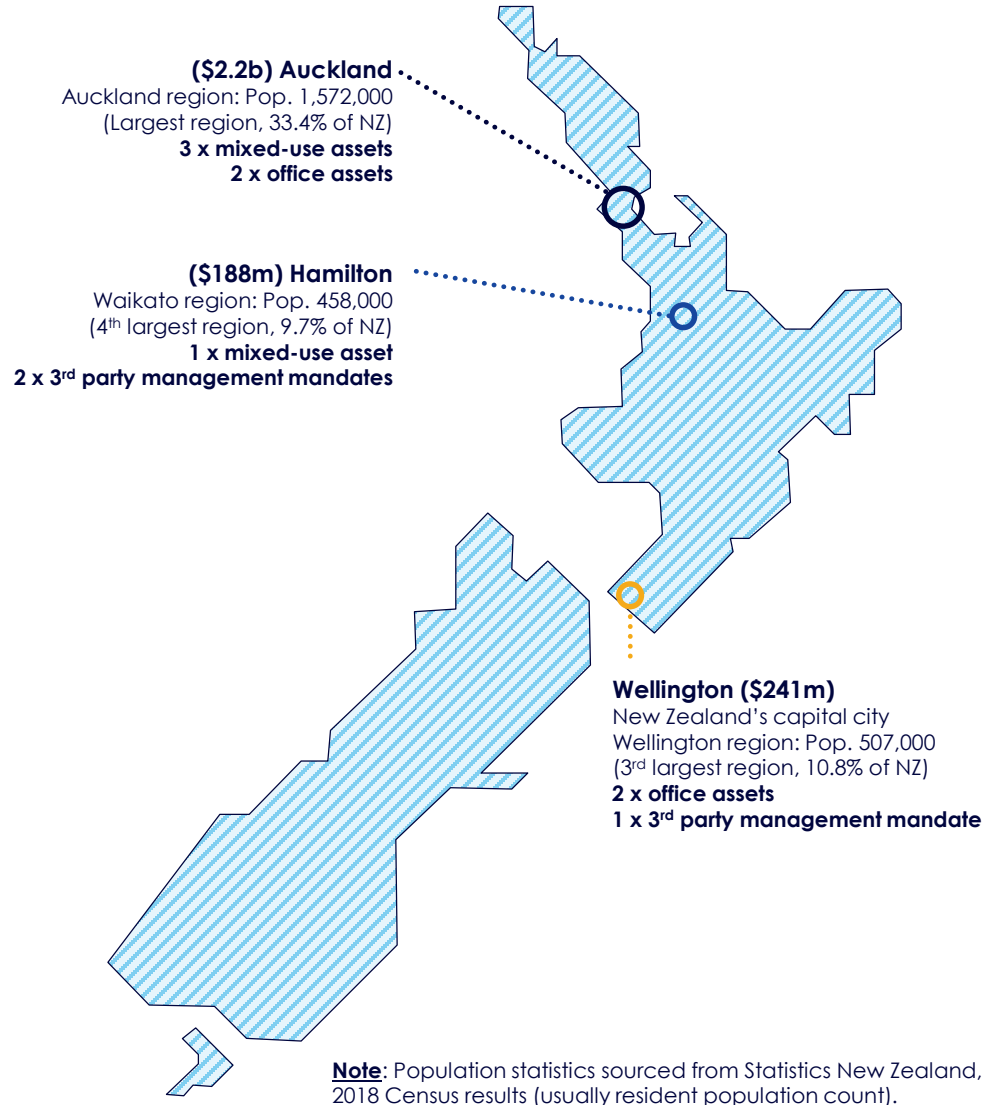 ($2.2b) Auckland
Auckland region: Pop. 1,572,000
(Largest region, 33.4% of NZ)
3 x mixed-use assets
2 x office assets
($188m) Hamilton
Waikato region: Pop. 458,000
(4th largest region, 9.7% of NZ)
1 x mixed-use asset
2 x 3rd party management mandates
Wellington ($241m)
New Zealand's capital city
Wellington region: Pop. 507,000
(3rd largest region, 10.8% of NZ)
2 x office assets
1 x 3rd party management mandate
Note: Population statistics sourced from Statistics New Zealand,
2018 Census results (usually resident population count).